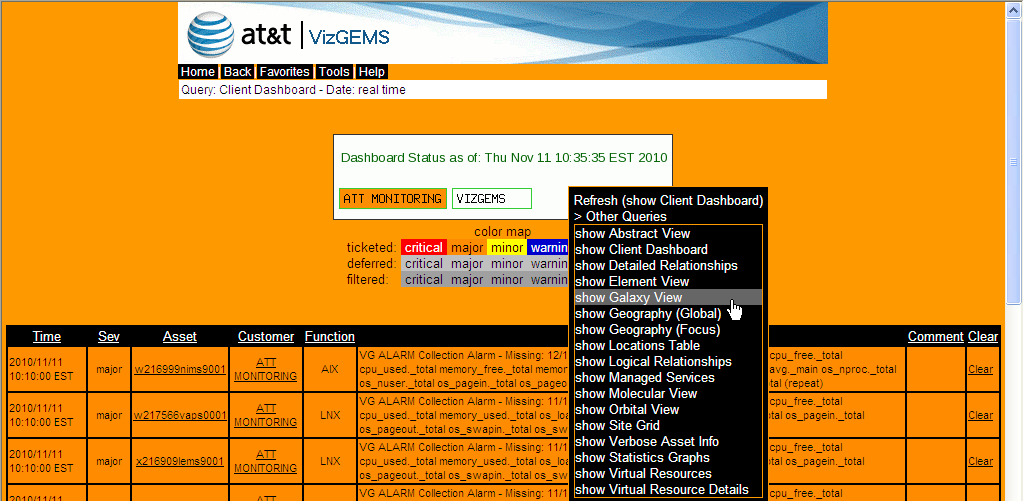 at&t | VizGEMS
Home Back Favorites Tools Help
Query: Client Dashboard - Date: real time
Dashboard Status as of: Thu Nov 11 10:35:35 EST 2010
ATT MONITORING VIZGEMS
color map
ticketed: critical major minor warnin
deferred: critical major minor warnin
filtered: critical major minor warnin
Refresh (show Client Dashboard)
> Other Queries
show Abstract View
show Client Dashboard
show Detailed Relationships
show Element View
show Galaxy View
show Geography (Global)
show Geography (Focus)
show Locations Table
show Logical Relationships
show Managed Services
show Molecular View
show Orbital View
show Site Grid
show Verbose Asset Info
show Statistics Graphs
show Virtual Resources
show Virtual Resource Details
Time Sev Asset Customer Function Comment Clear
2010/11/11
10:10:00 EST
major
w216999nims9001
ATT
MONITORING
AIX
VG ALARM Collection Alarm - Missing: 12/1 cpu_free._total
cpu_used._total memory_free._total mem avg._main os_nproc._total
os_nuser._total os_pagein._total os_pageo total (repeat)
Clear
2010/11/11
10:10:00 EST
major
w217566vaps0001
ATT
MONITORING
LNX
VG ALARM Collection Alarm - Missing: 11/1 cpu_free._total
cpu_used._total memory_used._total os_loa _total os_pagein._total
os_pageout._total os_swapin._total os_sw
Clear
2010/11/11
10:10:00 EST
major
x216909lems9001
ATT
MONITORING
LNX
VG ALARM Collection Alarm - Missing: 11/1 cpu_free._total
cpu_used._total memory_used._total os_loa _total os_pagein._total
os_pageout._total os_swapin._total os_sw
Clear
2010/11/11
ATT
VG ALARM Collection Alarm - Missing: 11/1 cpu_free._total